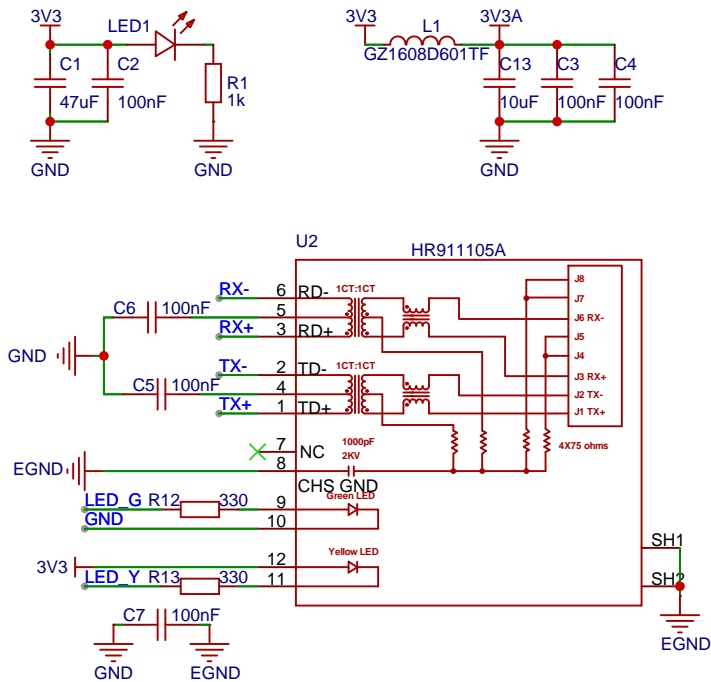 3V3 LED1 3V3 L1 3V3A
GZ1608D601TF
C1 C2 R1 C13 C3 C4
47uF 100nF 1k 10uF 100nF 100nF
GND GND GND
U2 HR911105A
RX- 6 RD- 1CT:1CT J8
J7
C6 100nF 5 J6 RX-
RX+ 3 RD+ J5
GND J4
TX- 2 TD- 1CT:1CT J3 RX+
C5 100nF 4 J2 TX-
TX+ 1 TD+ J1 TX+
7 NC 1000pF 4X75 ohms
EGND 8 2KV
CHS GND
LED_G R12 330 9 Green LED
GND 10
SH1
3V3 12 Yellow LED
LED_Y R13 330 11 SH2
C7 100nF
GND EGND EGND